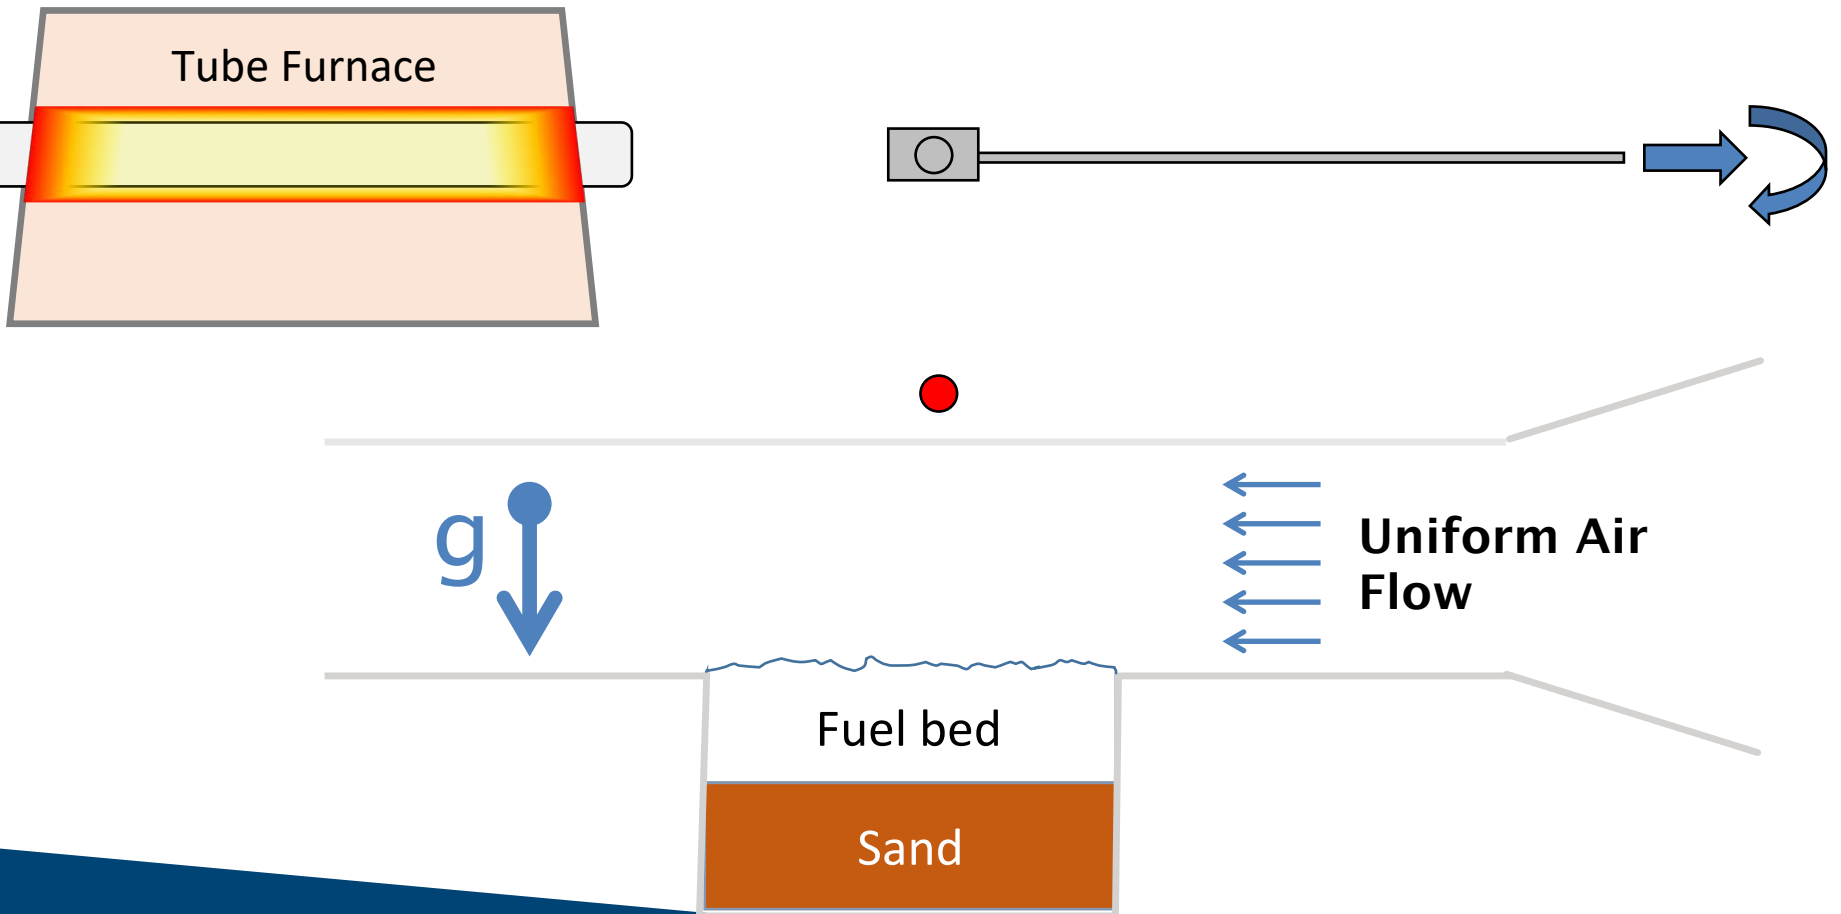 Tube Furnace
g
Uniform Air
Flow
Fuel bed
Sand